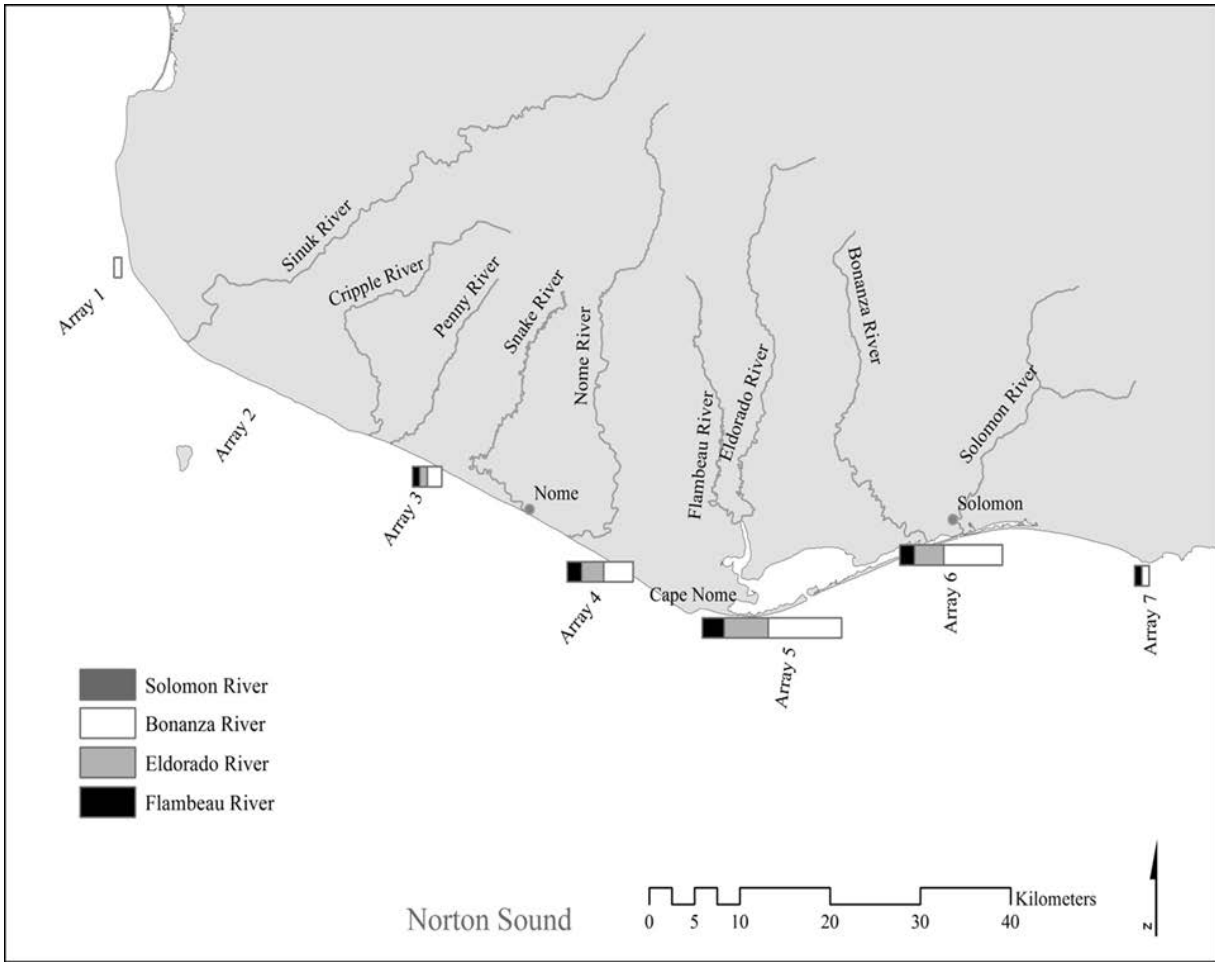 Sinuk River
Cripple River
Penny River
Snake River
Nome River
Flambeau River
Eldorado River
Bonanza River
Solomon River
Array 1
Array 2
Array 3
Nome
Array 4
Cape Nome
Array 5
Solomon
Array 6
Array 7
Solomon River
Bonanza River
Eldorado River
Flambeau River
Norton Sound
Kilometers
0 5 10 20 30 40
N